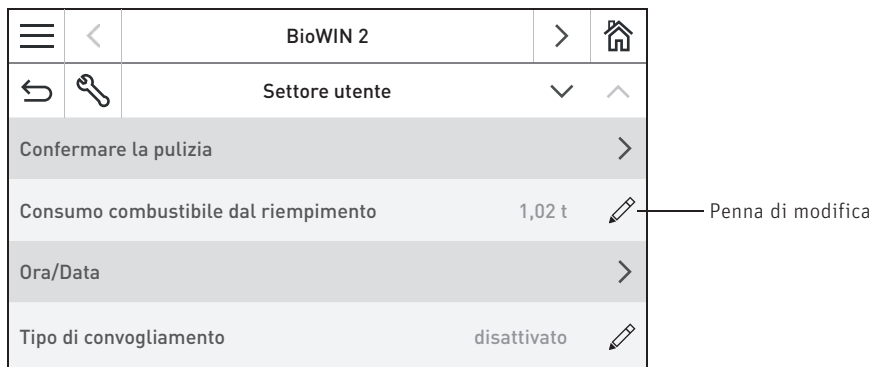 BioWIN 2
Settore utente
Confermare la pulizia
Consumo combustibile dal riempimento 1,02 t
Penna di modifica
Ora/Data
Tipo di convogliamento disattivato